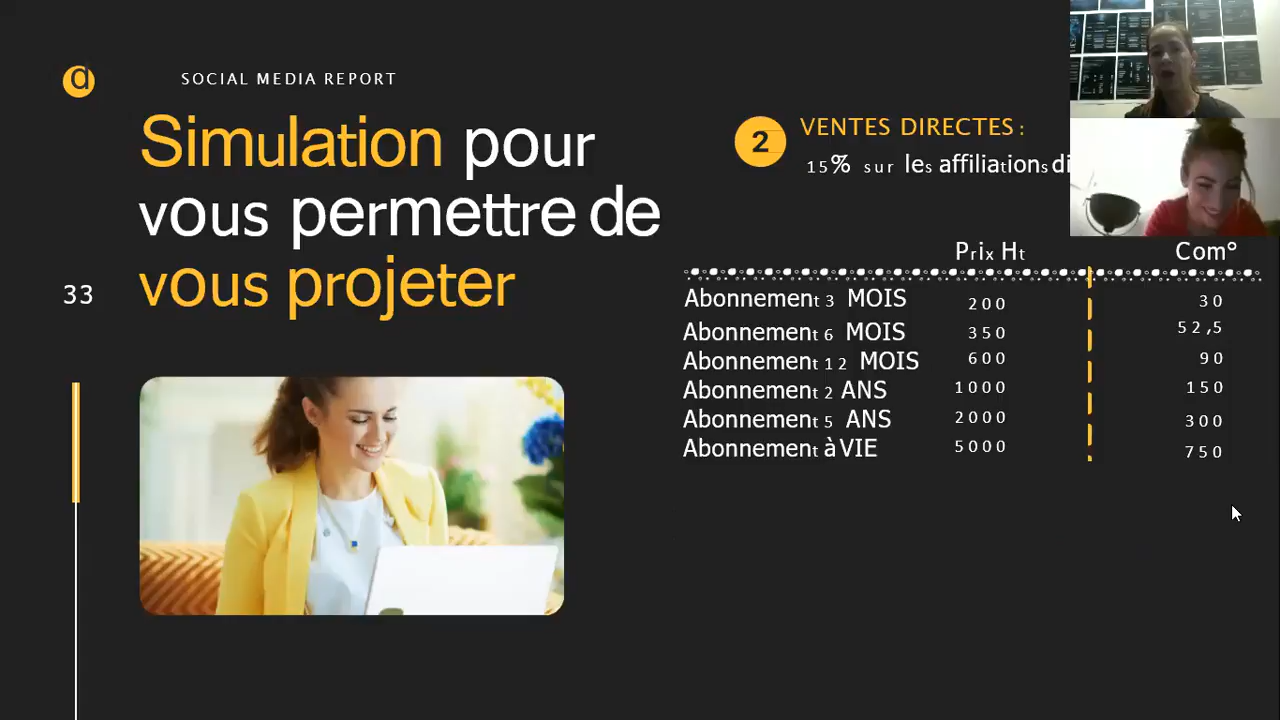 a
SOCIAL MEDIA REPORT
Simulation pour
vous permettre de
vous projeter
33
2
VENTES DIRECTES :
15% sur les affiliations
Prix Ht Com°
Abonnement 3 MOIS 200 30
Abonnement 6 MOIS 350 52,5
Abonnement 12 MOIS 600 90
Abonnement 2 ANS 1000 150
Abonnement 5 ANS 2000 300
Abonnement à VIE 5000 750